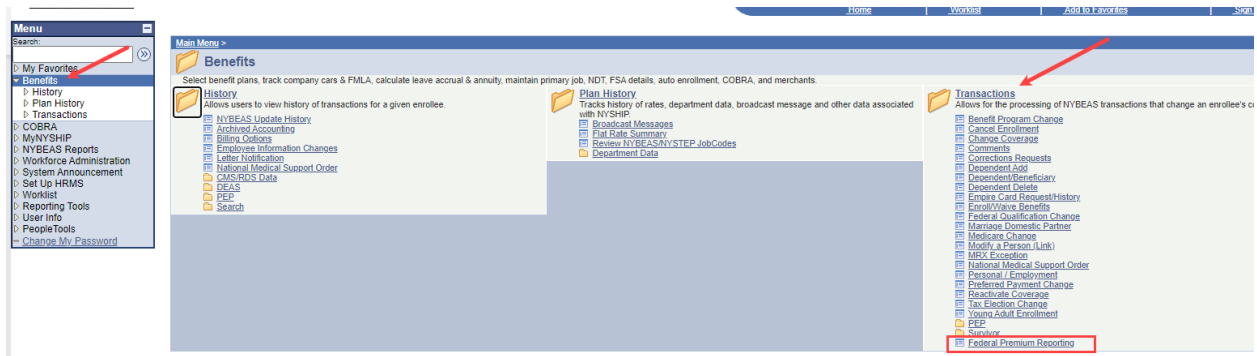 Home Worklist Add to Favorites Sign
Menu
Search:
My Favorites
Benefits
History
Plan History
Transactions
COBRA
MyNYSHIP
NYBEAS Reports
Workforce Administration
System Announcement
Set Up HRMS
Worklist
Reporting Tools
User Info
PeopleTools
Change My Password
Main Menu >
Benefits
Select benefit plans, track company cars & FMLA, calculate leave accrual & annuity, maintain primary job, NDT, FSA details, auto enrollment, COBRA, and merchants.
History
Allows users to view history of transactions for a given enrollee.
NYBEAS Update History
Archived Accounting
Billing Options
Employee Information Changes
Letter Notification
National Medical Support Order
CMS/RDS Data
DEAS
PEP
Search
Plan History
Tracks history of rates, department data, broadcast message and other data associated
with NYSHIP.
Broadcast Messages
Flat Rate Summary
Review NYBEAS/NYSTEP JobCodes
Department Data
Transactions
Allows for the processing of NYBEAS transactions that change an enrollee's co
Benefit Program Change
Cancel Enrollment
Change Coverage
Comments
Corrections Requests
Dependent Add
Dependent/Beneficiary
Dependent Delete
Empire Card Request/History
Enroll/Waive Benefits
Federal Qualification Change
Marriage Domestic Partner
Medicare Change
Modify a Person (Link)
MRX Exception
National Medical Support Order
Personal / Employment
Preferred Payment Change
Reactivate Coverage
Tax Election Change
Young Adult Enrollment
PEP
Survivor
Federal Premium Reporting